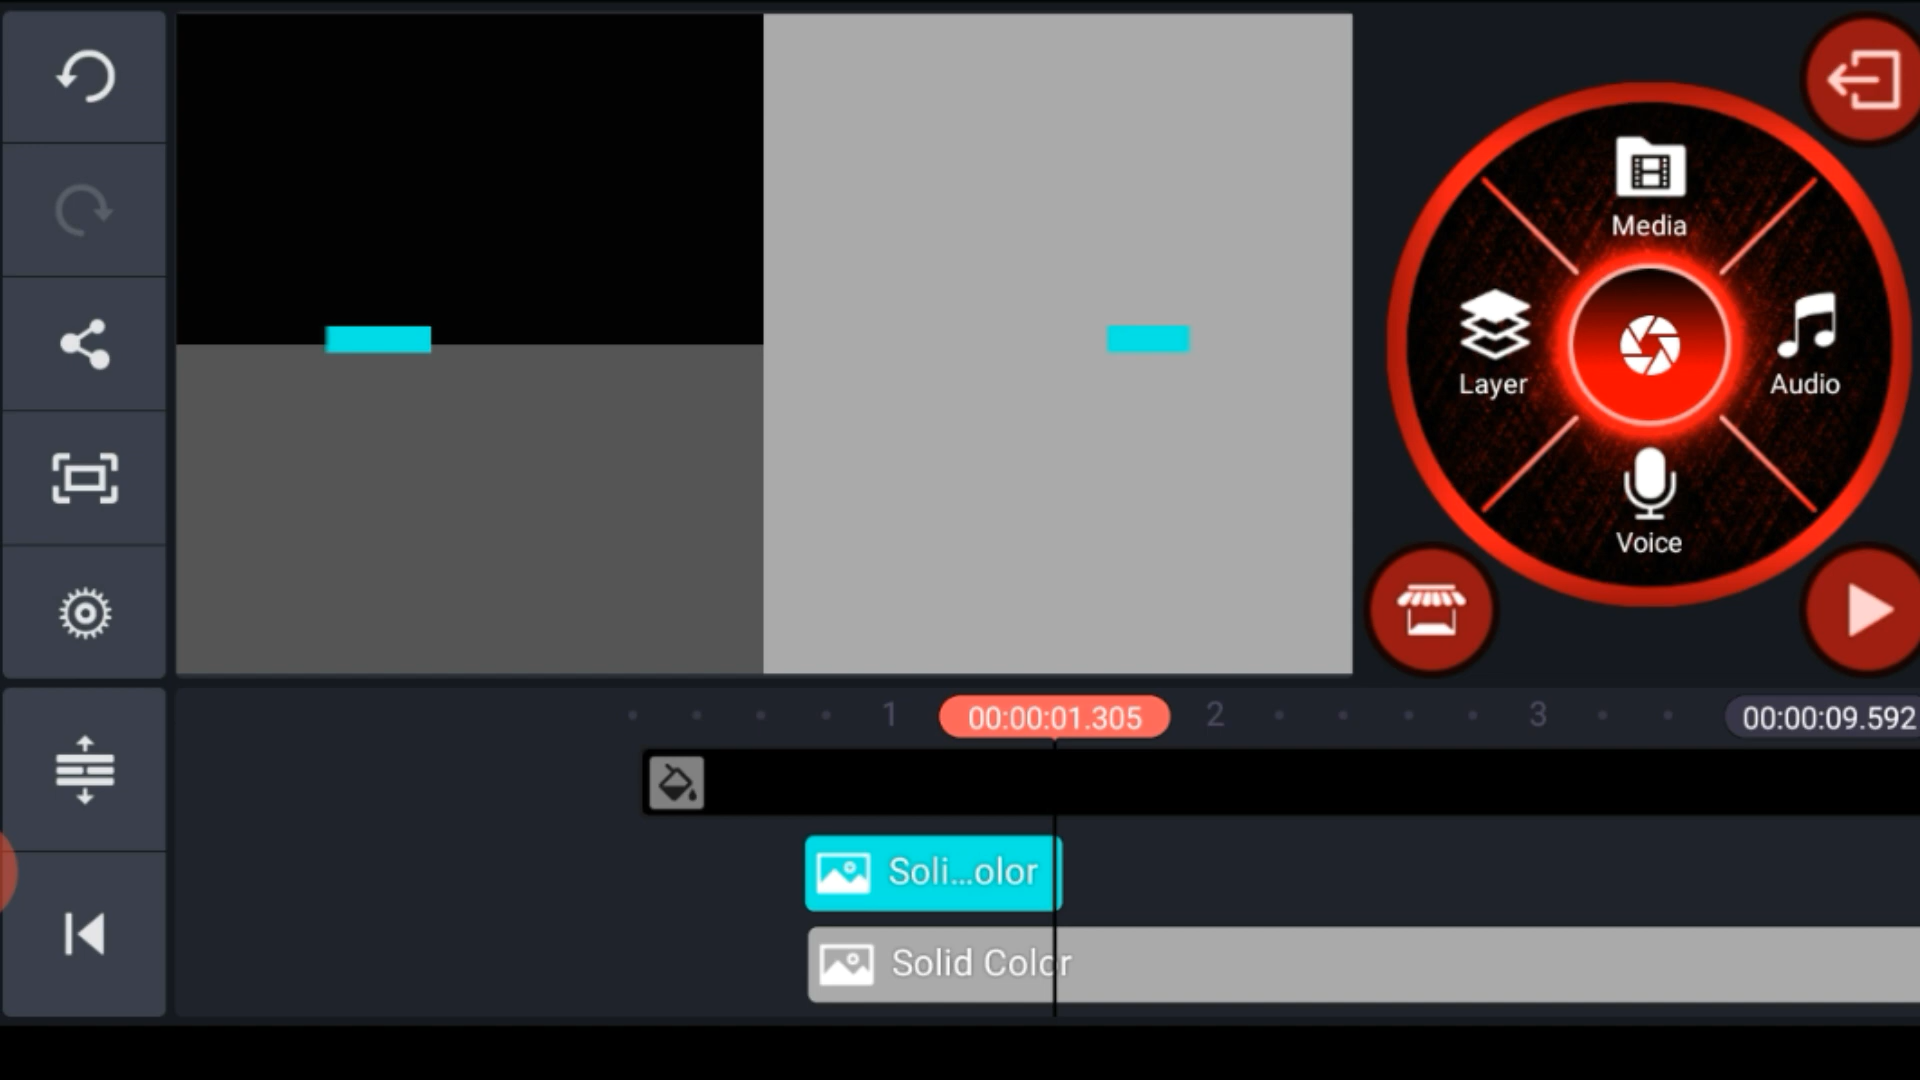 Media
Layer
Audio
Voice
1
00:00:01.305
2
3
00:00:09.592
Soli...olor
Solid Color